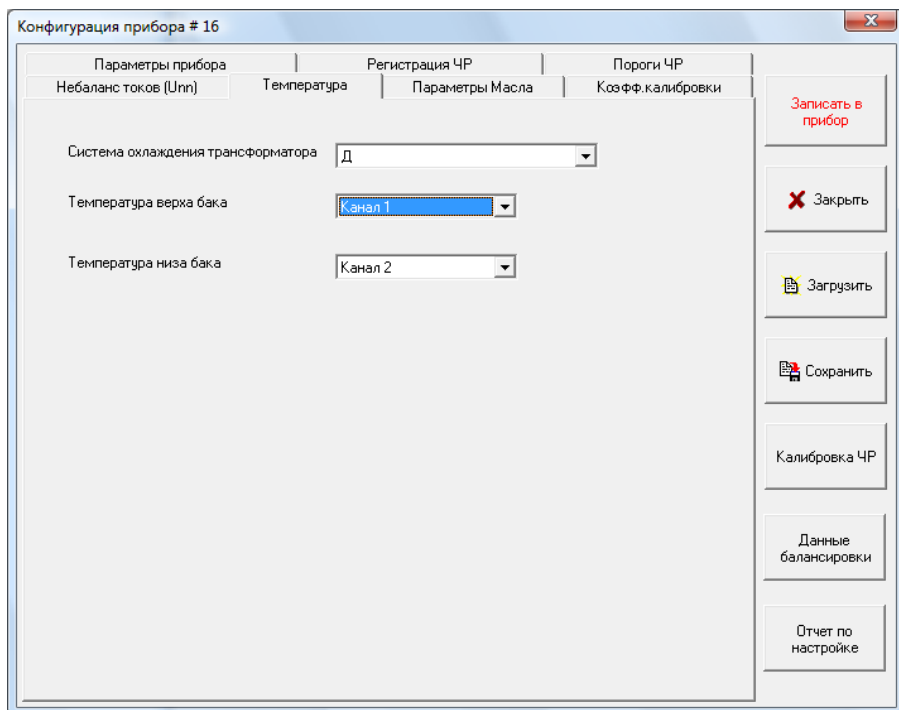 Конфигурация прибора # 16
Параметры прибора
Регистрация ЧР
Пороги ЧР
Небаланс токов (Unn)
Температура
Параметры Масла
Коэфф.калибровки
Система охлаждения трансформатора
Д
Температура верха бака
Канал 1
Температура низа бака
Канал 2
Записать в
прибор
Закрыть
Загрузить
Сохранить
Калибровка ЧР
Данные
балансировки
Отчет по
настройке